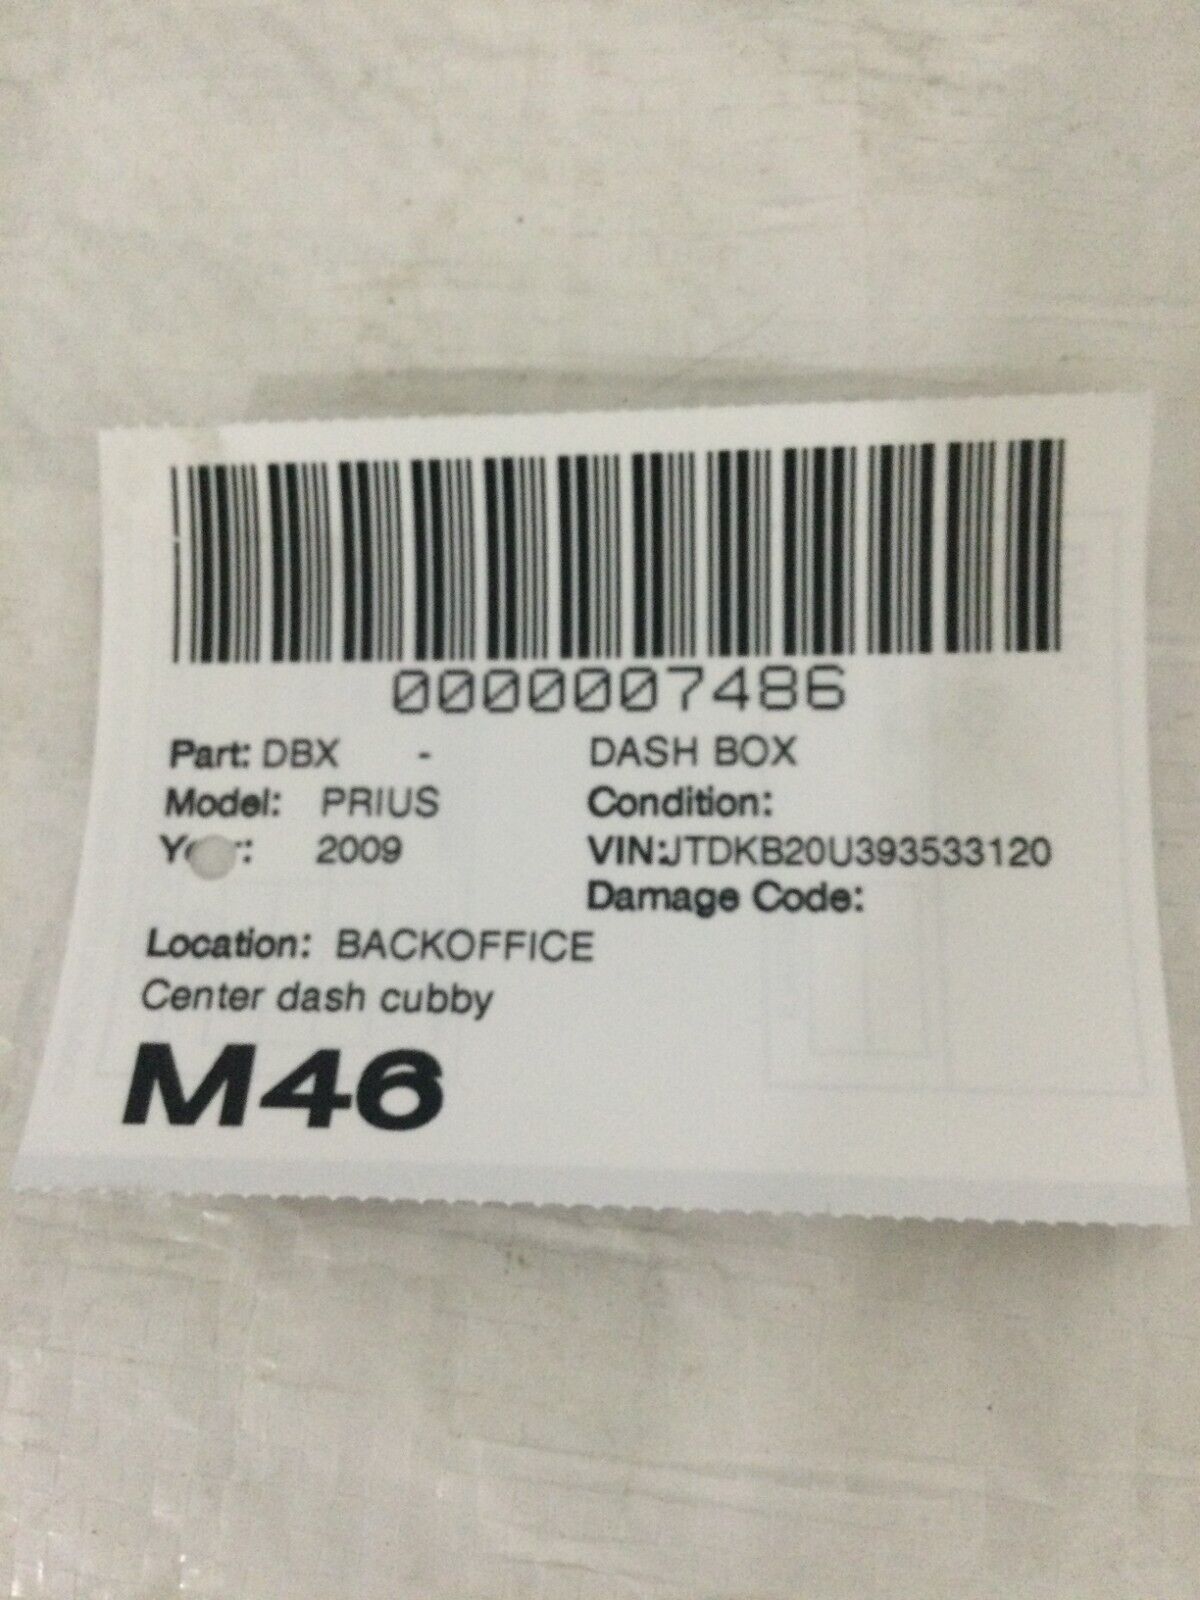 0000007486
Part: DBX - DASH BOX
Model: PRIUS Condition:
2009 VIN:JTDKB20U393533120
Damage Code:
Location: BACKOFFICE
Center dash cubby
M46